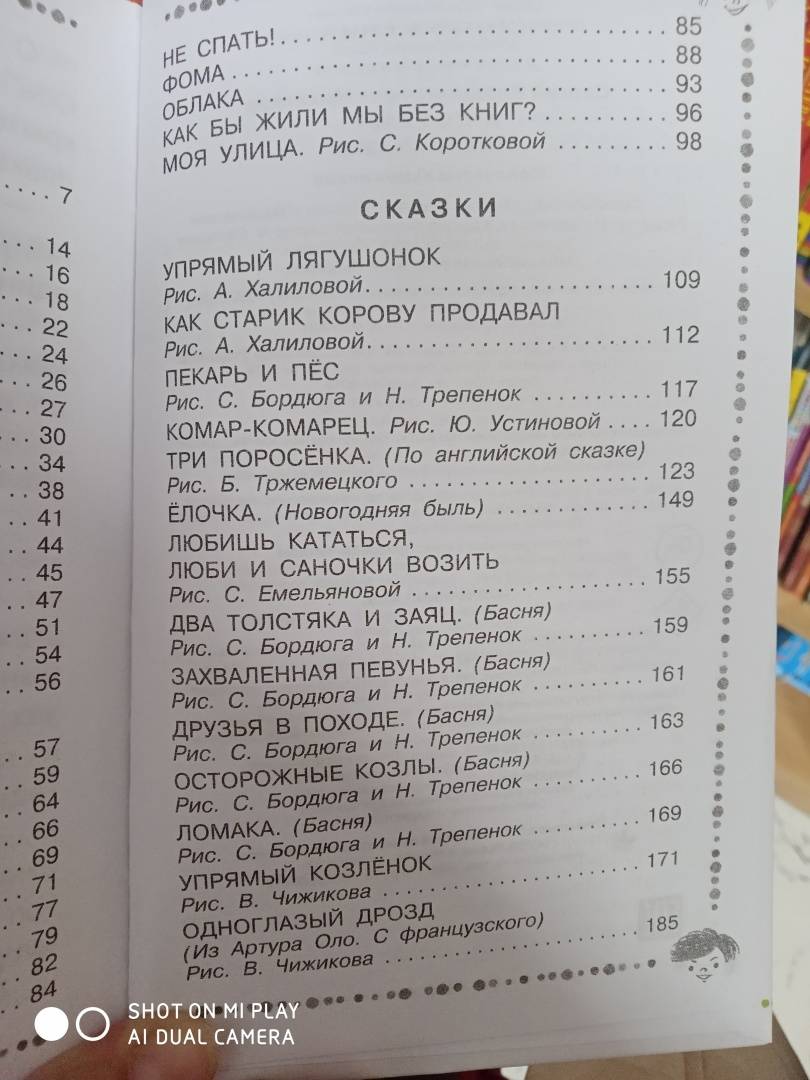 7
14
16
18
22
24
26
27
30
34
38
41
44
45
47
51
54
56
57
59
64
66
69
71
77
79
82
84
НЕ СПАТЬ! 85
ФОМА 88
ОБЛАКА 93
КАК БЫ ЖИЛИ МЫ БЕЗ КНИГ? 96
МОЯ УЛИЦА. Рис. С. Коротковой 98
СКАЗКИ
УПРЯМЫЙ ЛЯГУШОНОК
Рис. А. Халиловой 109
КАК СТАРИК КОРОВУ ПРОДАВАЛ
Рис. А. Халиловой 112
ПЕКАРЬ И ПЁС
Рис. С. Бордюга и Н. Трепенок 117
КОМАР-КОМАРЕЦ. Рис. Ю. Устиновой 120
ТРИ ПОРОСЁНКА. (По английской сказке)
Рис. Б. Тржемецкого 123
ЁЛОЧКА. (Новогодняя быль) 149
ЛЮБИШЬ КАТАТЬСЯ,
ЛЮБИ И САНОЧКИ ВОЗИТЬ
Рис. С. Емельяновой 155
ДВА ТОЛСТЯКА И ЗАЯЦ. (Басня)
Рис. С. Бордюга и Н. Трепенок 159
ЗАХВАЛЕННАЯ ПЕВУНЬЯ. (Басня)
Рис. С. Бордюга и Н. Трепенок 161
ДРУЗЬЯ В ПОХОДЕ. (Басня)
Рис. С. Бордюга и Н. Трепенок 163
ОСТОРОЖНЫЕ КОЗЛЫ. (Басня)
Рис. С. Бордюга и Н. Трепенок 166
ЛОМАКА. (Басня)
Рис. С. Бордюга и Н. Трепенок 169
УПРЯМЫЙ КОЗЛЁНОК
Рис. В. Чижикова 171
ОДНОГЛАЗЫЙ ДРОЗД
(Из Артура Оло. С французского)
Рис. В. Чижикова 185
SHOT ON MI PLAY
AI DUAL CAMERA